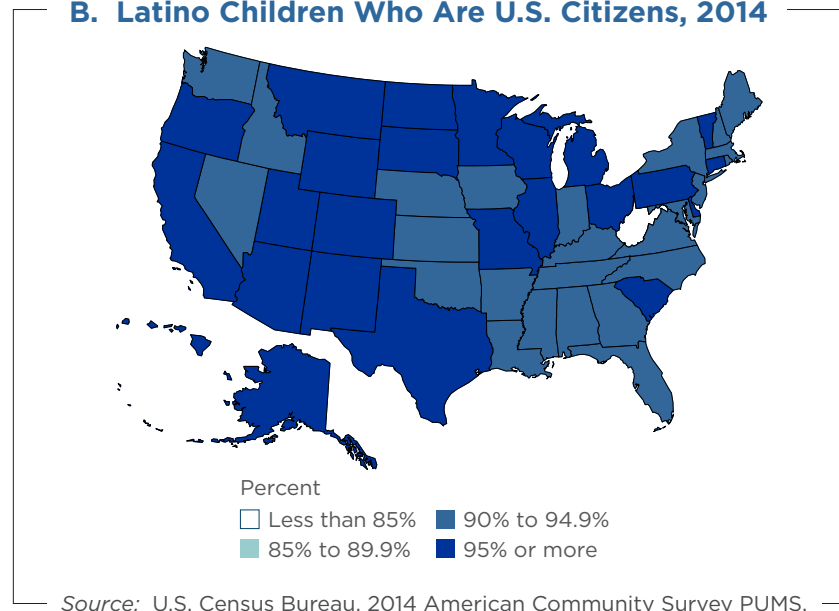 B. Latino Children Who Are U.S. Citizens, 2014
Percent
Less than 85%
90% to 94.9%
85% to 89.9%
95% or more
Source: U.S. Census Bureau. 2014 American Community Survey PUMS.